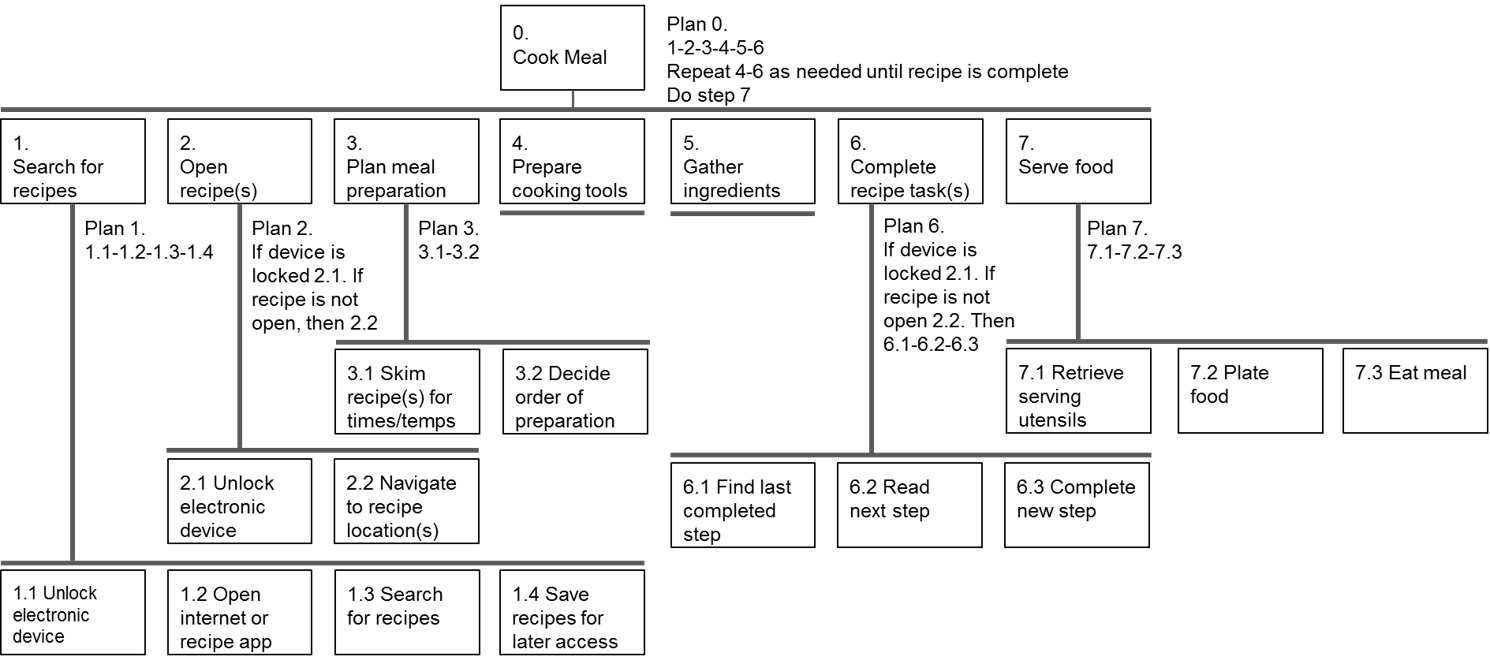 0.
Cook Meal
Plan 0.
1-2-3-4-5-6
Repeat 4-6 as needed until recipe is complete
Do step 7
1.
Search for
recipes
2.
Open
recipe(s)
3.
Plan meal
preparation
4.
Prepare
cooking tools
5.
Gather
ingredients
6.
Complete
recipe task(s)
7.
Serve food
Plan 1.
1.1-1.2-1.3-1.4
Plan 2.
If device is
locked 2.1. If
recipe is not
open, then 2.2
Plan 3.
3.1-3.2
Plan 6.
If device is
locked 2.1. If
recipe is not
open 2.2. Then
6.1-6.2-6.3
Plan 7.
7.1-7.2-7.3
3.1 Skim
recipe(s) for
times/temps
3.2 Decide
order of
preparation
7.1 Retrieve
serving
utensils
7.2 Plate
food
7.3 Eat meal
2.1 Unlock
electronic
device
2.2 Navigate
to recipe
location(s)
6.1 Find last
completed
step
6.2 Read
next step
6.3 Complete
new step
1.1 Unlock
electronic
device
1.2 Open
internet or
recipe app
1.3 Search
for recipes
1.4 Save
recipes for
later access